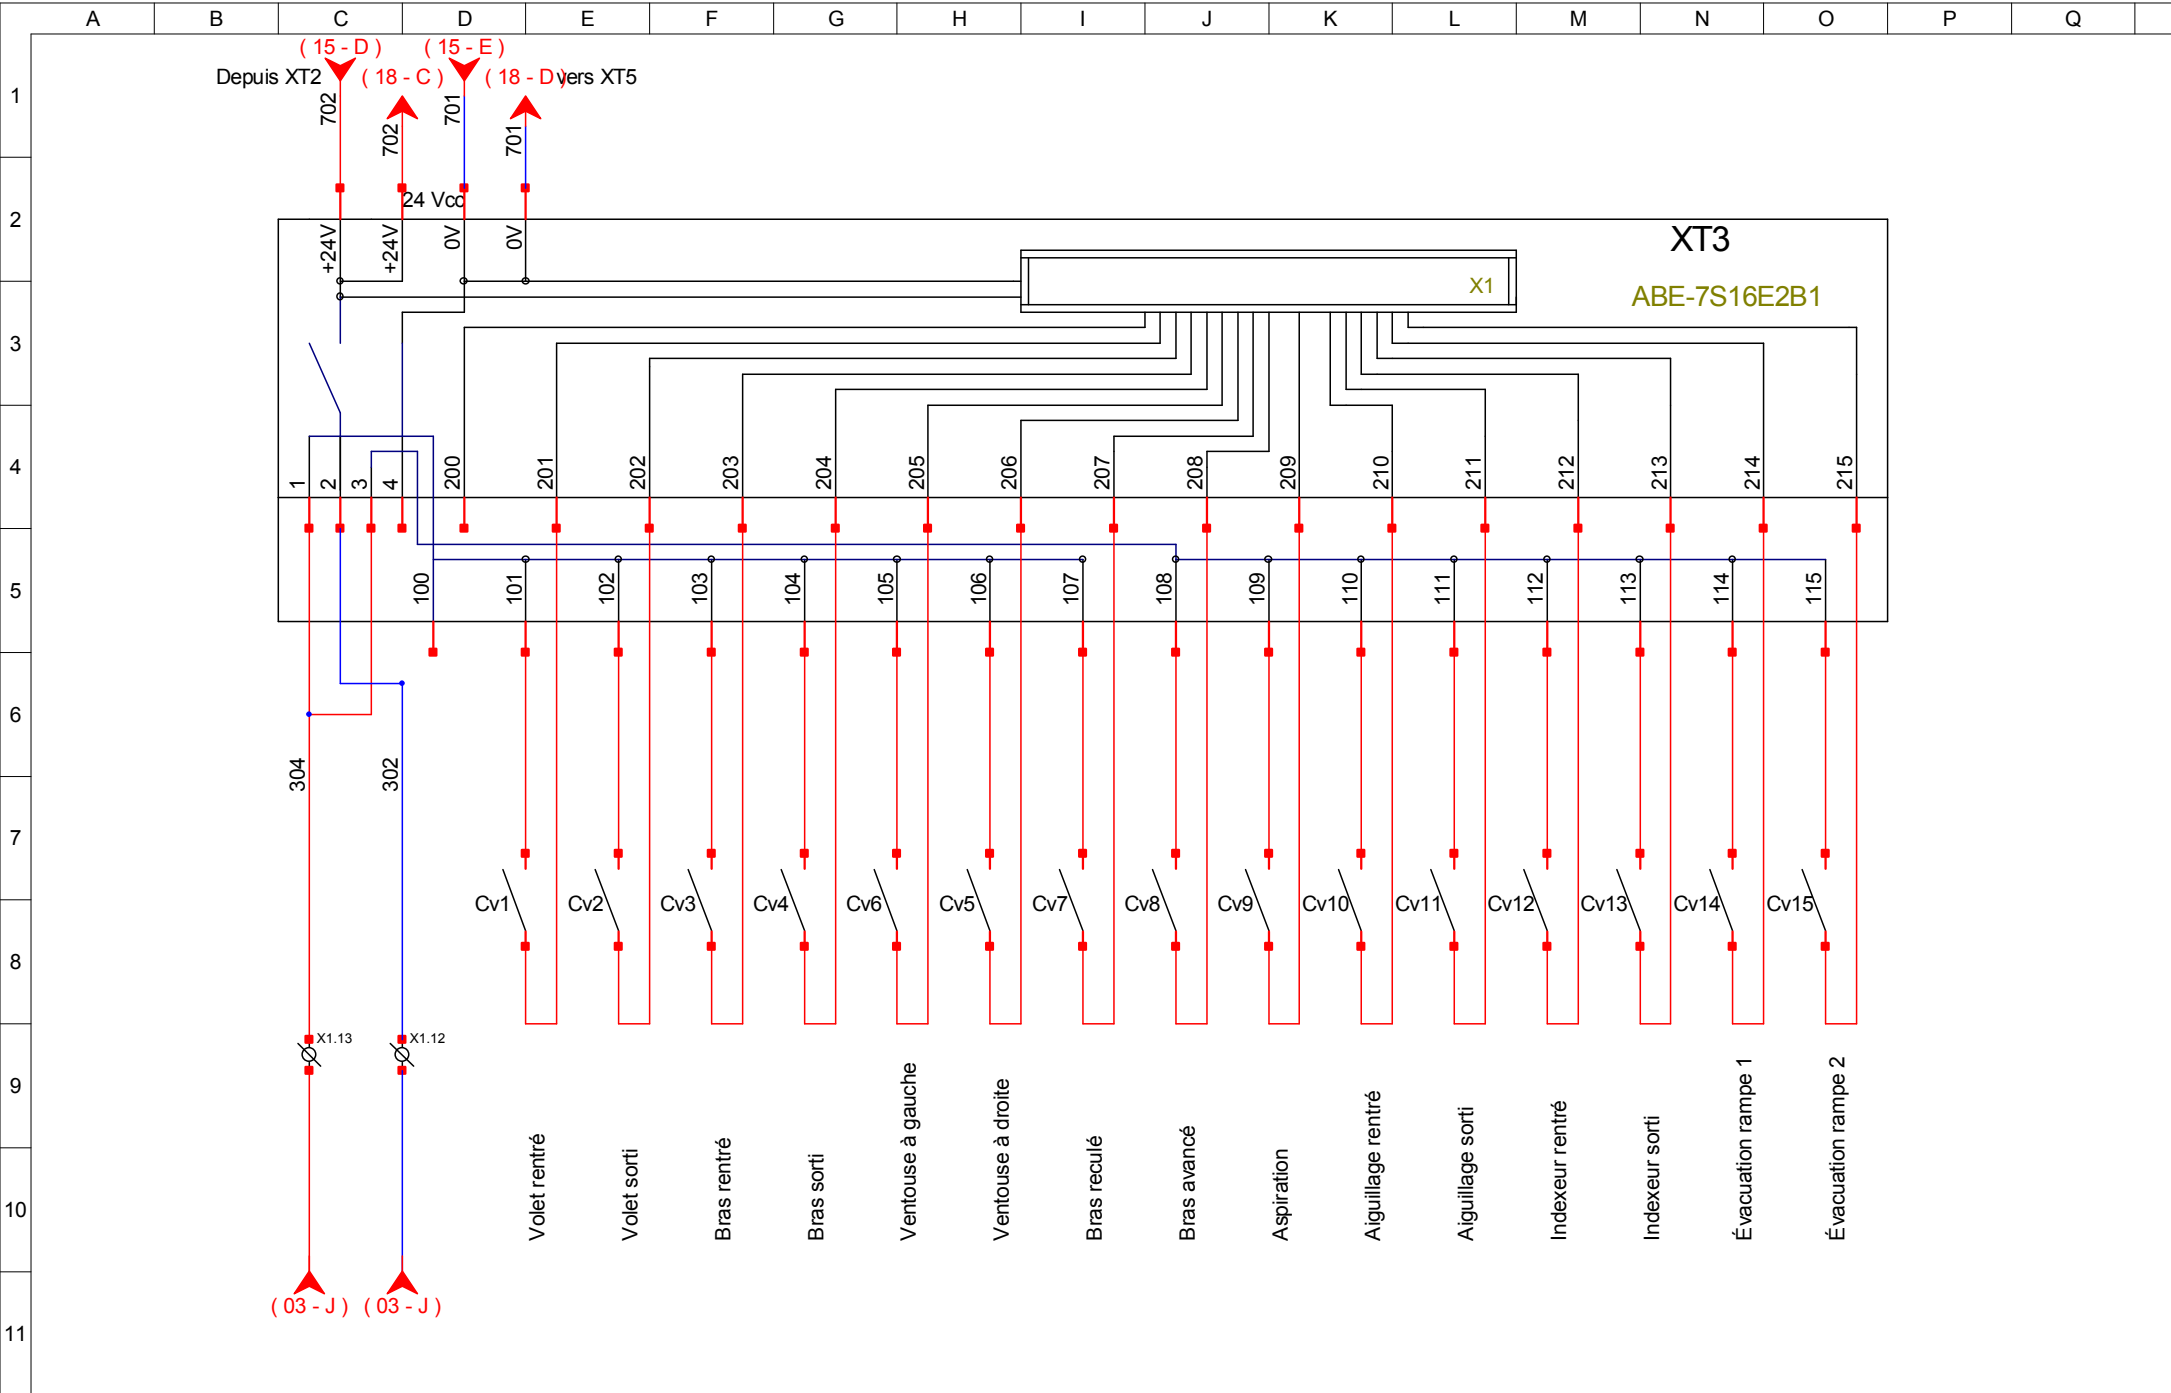 A B C D E F G H I J K L M N O P Q
( 15 - D ) ( 15 - E )
Depuis XT2 ( 18 - C ) ( 18 - D ) vers XT5
1
702 702 701 701
24 Vcc
2
+24V +24V 0V 0V
XT3
X1
ABE-7S16E2B1
3
4
1 2 3 4 200 201 202 203 204 205 206 207 208 209 210 211 212 213 214 215
5
100 101 102 103 104 105 106 107 108 109 110 111 112 113 114 115
6
304 302
7
Cv1 Cv2 Cv3 Cv4 Cv6 Cv5 Cv7 Cv8 Cv9 Cv10 Cv11 Cv12 Cv13 Cv14 Cv15
8
X1.13 X1.12
9
Volet rentré
Volet sorti
Bras rentré
Bras sorti
Ventouse à gauche
Ventouse à droite
Bras reculé
Bras avancé
Aspiration
Aiguillage rentré
Aiguillage sorti
Indexeur rentré
Indexeur sorti
Évacuation rampe 1
Évacuation rampe 2
10
( 03 - J ) ( 03 - J )
11